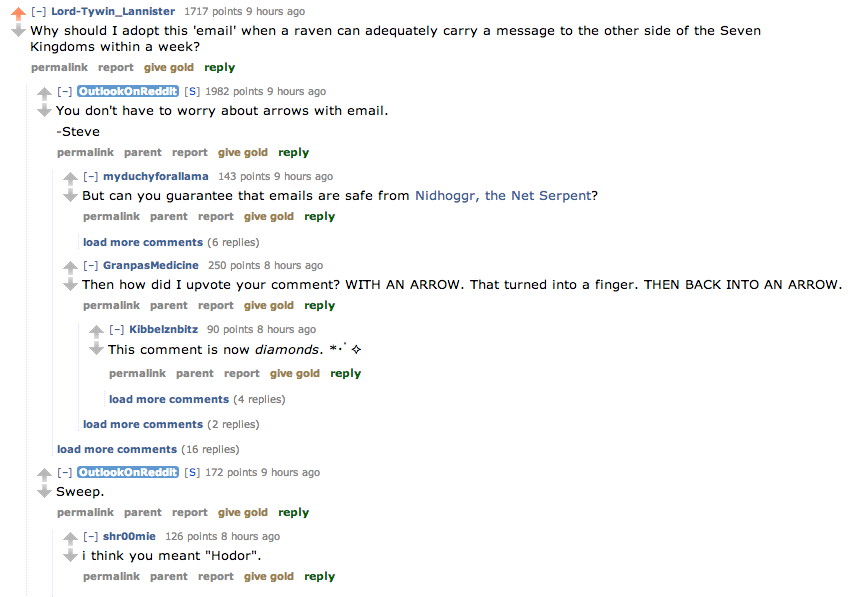 [–] Lord-Tywin_Lannister 1717 points 9 hours ago
Why should I adopt this 'email' when a raven can adequately carry a message to the other side of the Seven
Kingdoms within a week?
permalink report give gold reply
[–] OutlookOnReddit [S] 1982 points 9 hours ago
You don't have to worry about arrows with email.
-Steve
permalink parent report give gold reply
[–] myduchyforallama 143 points 9 hours ago
But can you guarantee that emails are safe from Nidhoggr, the Net Serpent?
permalink parent report give gold reply
load more comments (6 replies)
[–] GranpasMedicine 250 points 8 hours ago
Then how did I upvote your comment? WITH AN ARROW. That turned into a finger. THEN BACK INTO AN ARROW.
permalink parent report give gold reply
[–] Kibbelznbitz 90 points 8 hours ago
This comment is now diamonds. *･ﾟ✧
permalink parent report give gold reply
load more comments (4 replies)
load more comments (2 replies)
load more comments (16 replies)
[–] OutlookOnReddit [S] 172 points 9 hours ago
Sweep.
permalink parent report give gold reply
[–] shr00mie 126 points 8 hours ago
i think you meant "Hodor".
permalink parent report give gold reply